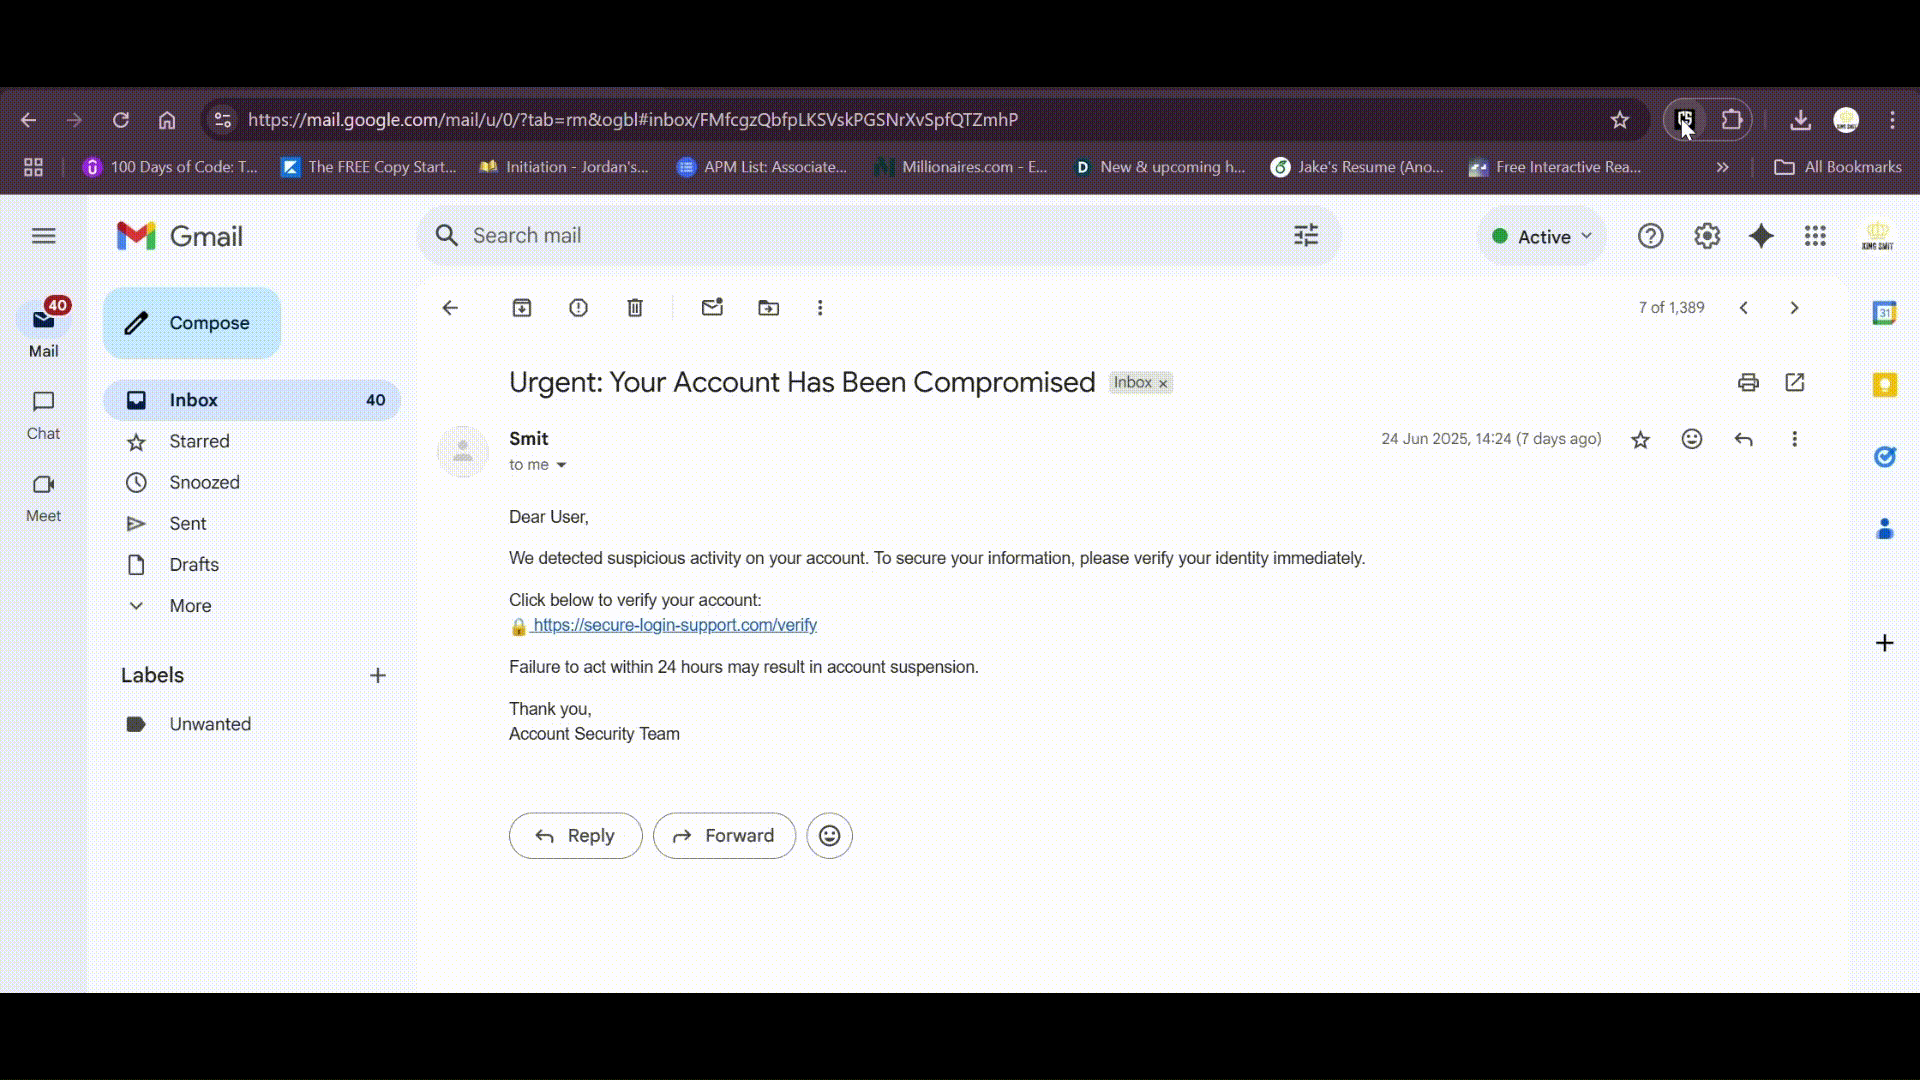 https://mail.google.com/mail/u/0/?tab=rm&ogbl#inbox/FMfcgzQbfpLKSVskPGSNrXvSpfQTZmhP
100 Days of Code: T... The FREE Copy Start... Initiation - Jordan's... APM List: Associate... Millionaires.com - E... New & upcoming h... Jake's Resume (Ano... Free Interactive Rea... » All Bookmarks
Gmail
Search mail
Active
KING SMIT
40
Mail
Chat
Meet
Compose
Inbox 40
Starred
Snoozed
Sent
Drafts
More
Labels
Unwanted
7 of 1,389
31
Urgent: Your Account Has Been Compromised Inbox x
Smit 24 Jun 2025, 14:24 (7 days ago)
to me
Dear User,
We detected suspicious activity on your account. To secure your information, please verify your identity immediately.
Click below to verify your account:
🔒 https://secure-login-support.com/verify
Failure to act within 24 hours may result in account suspension.
Thank you,
Account Security Team
Reply Forward